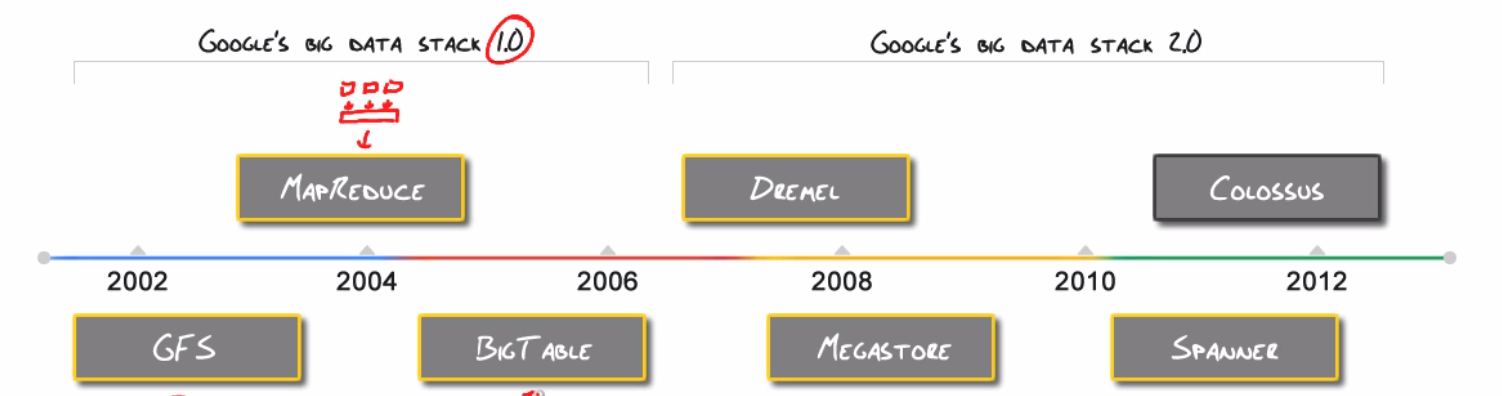 Google's big data stack 1.0
Google's big data stack 2.0
MapReduce
Dremel
Colossus
2002 2004 2006 2008 2010 2012
GFS
BigTable
Megastore
Spanner